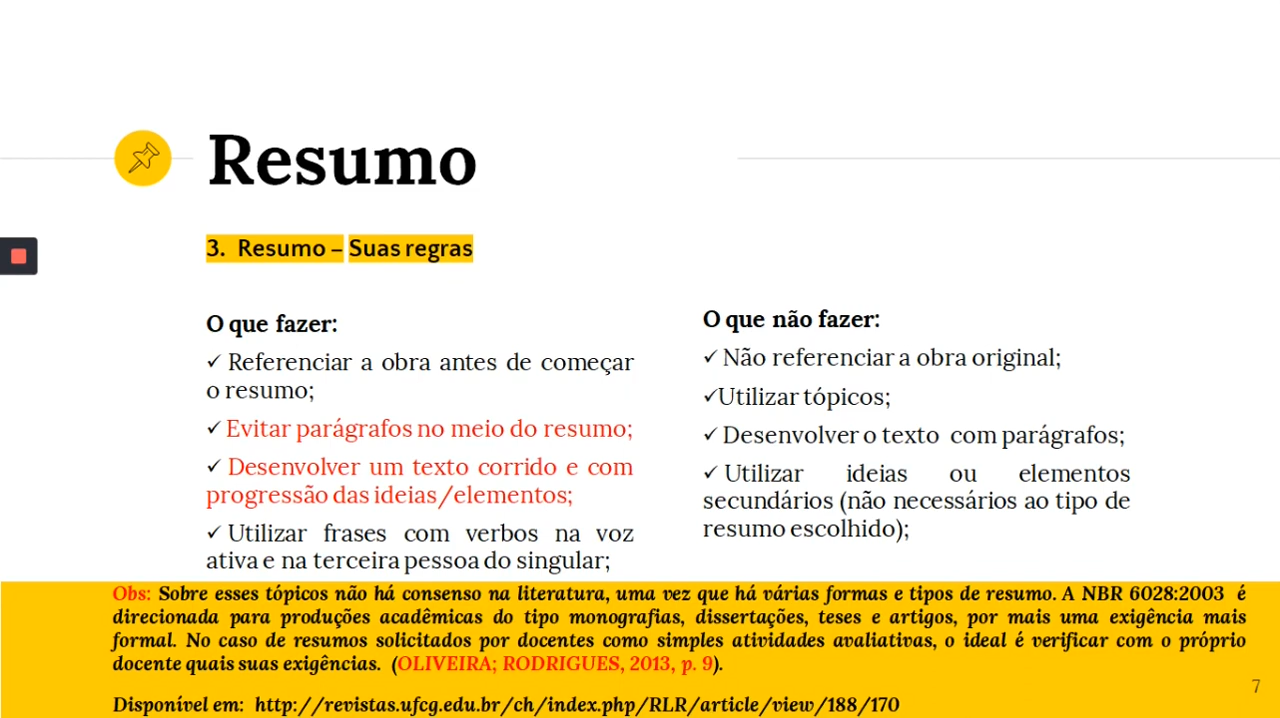 Resumo
3. Resumo – Suas regras
O que fazer:
✓ Referenciar a obra antes de começar
o resumo;
✓ Evitar parágrafos no meio do resumo;
✓ Desenvolver um texto corrido e com
progressão das ideias/elementos;
✓ Utilizar frases com verbos na voz
ativa e na terceira pessoa do singular;
O que não fazer:
✓ Não referenciar a obra original;
✓Utilizar tópicos;
✓ Desenvolver o texto com parágrafos;
✓ Utilizar ideias ou elementos
secundários (não necessários ao tipo de
resumo escolhido);
Obs: Sobre esses tópicos não há consenso na literatura, uma vez que há várias formas e tipos de resumo. A NBR 6028:2003 é
direcionada para produções acadêmicas do tipo monografias, dissertações, teses e artigos, por mais uma exigência mais
formal. No caso de resumos solicitados por docentes como simples atividades avaliativas, o ideal é verificar com o próprio
docente quais suas exigências. (OLIVEIRA; RODRIGUES, 2013, p. 9).
Disponível em: http://revistas.ufcg.edu.br/ch/index.php/RLR/article/view/188/170
7